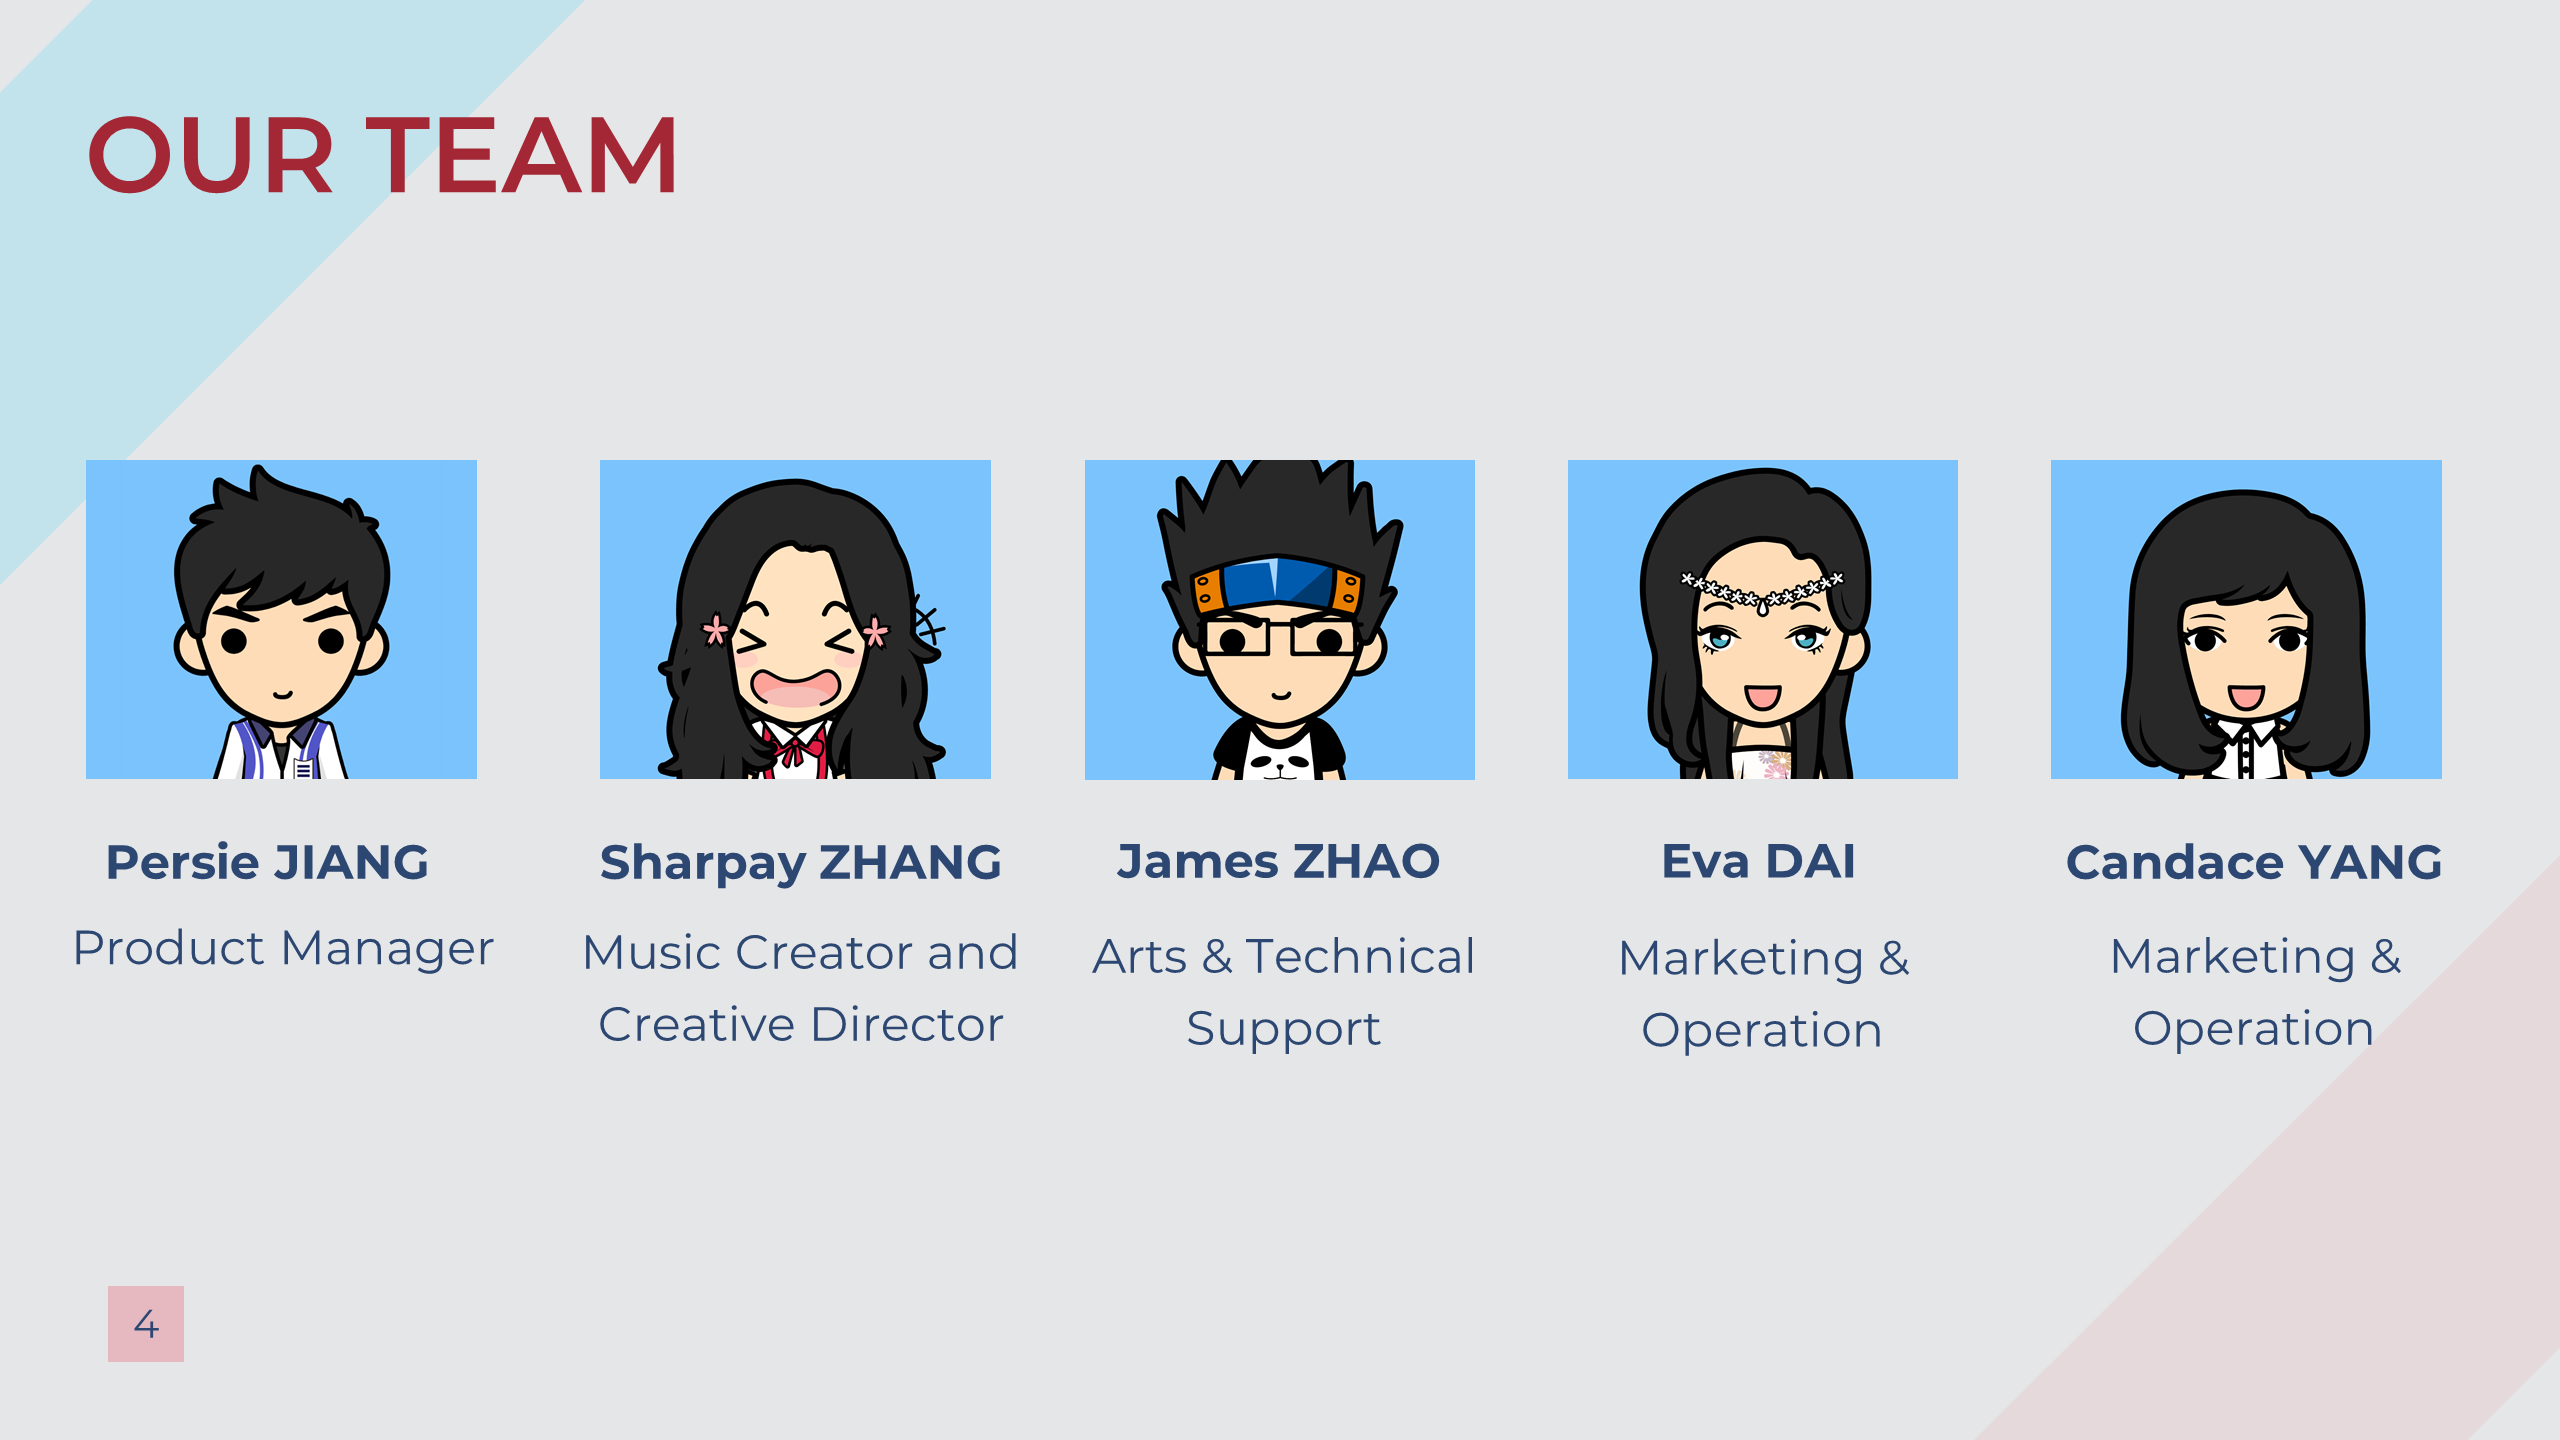 OUR TEAM
Persie JIANG
Product Manager
Sharpay ZHANG
Music Creator and
Creative Director
James ZHAO
Arts & Technical
Support
Eva DAI
Marketing &
Operation
Candace YANG
Marketing &
Operation
4